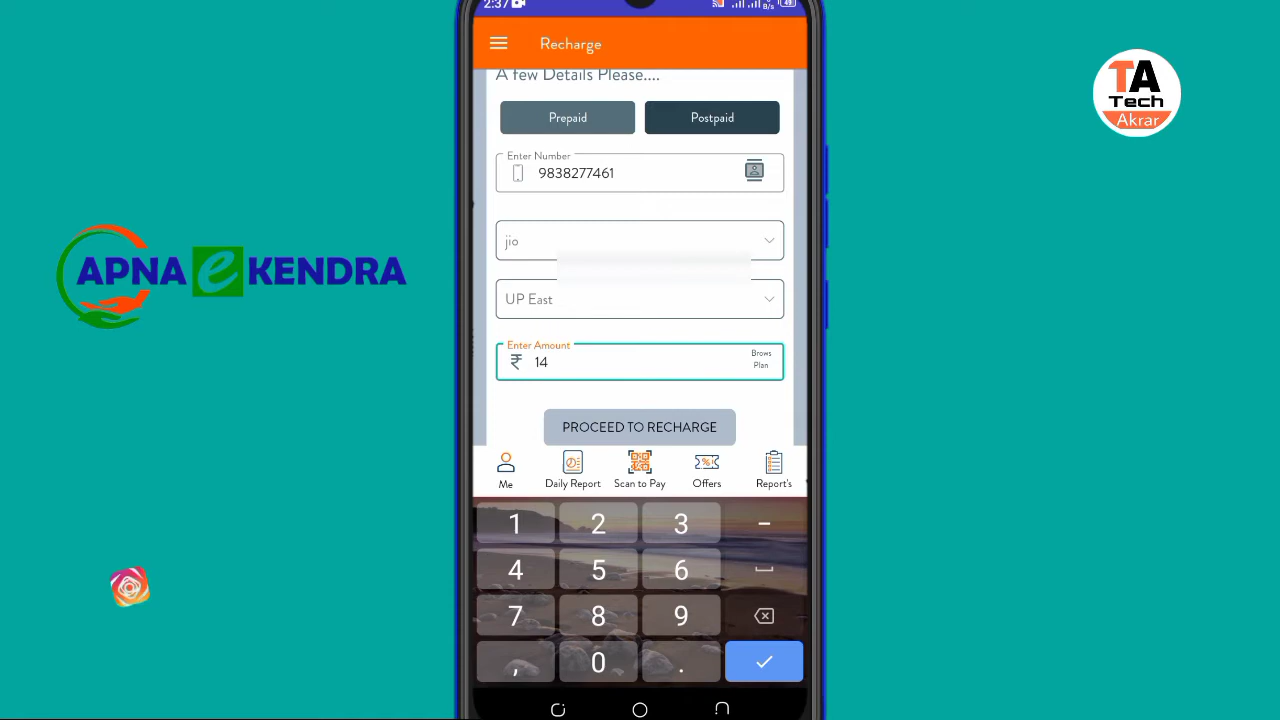 2:37
B/s
49
Recharge
A few Details Please....
Prepaid
Postpaid
Enter Number
9838277461
jio
UP East
Enter Amount
₹ 14
Brows
Plan
PROCEED TO RECHARGE
Me
Daily Report
Scan to Pay
Offers
Report's
1 2 3 -
4 5 6
7 8 9
, 0 .
APNA e KENDRA
TA
Tech
Akrar